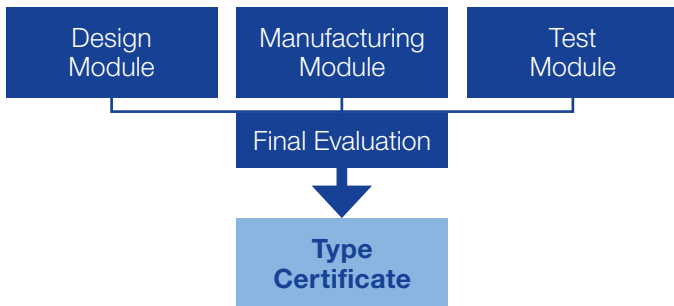 Design
Module
Manufacturing
Module
Test
Module
Final Evaluation
Type
Certificate